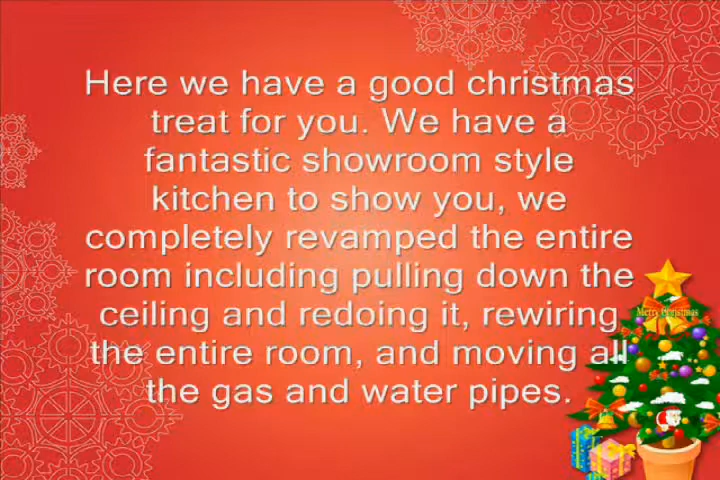 Here we have a good christmas
treat for you. We have a
fantastic showroom style
kitchen to show you, we
completely revamped the entire
room including pulling down the
ceiling and redoing it, rewiring
the entire room, and moving all
the gas and water pipes.
Merry Christmas